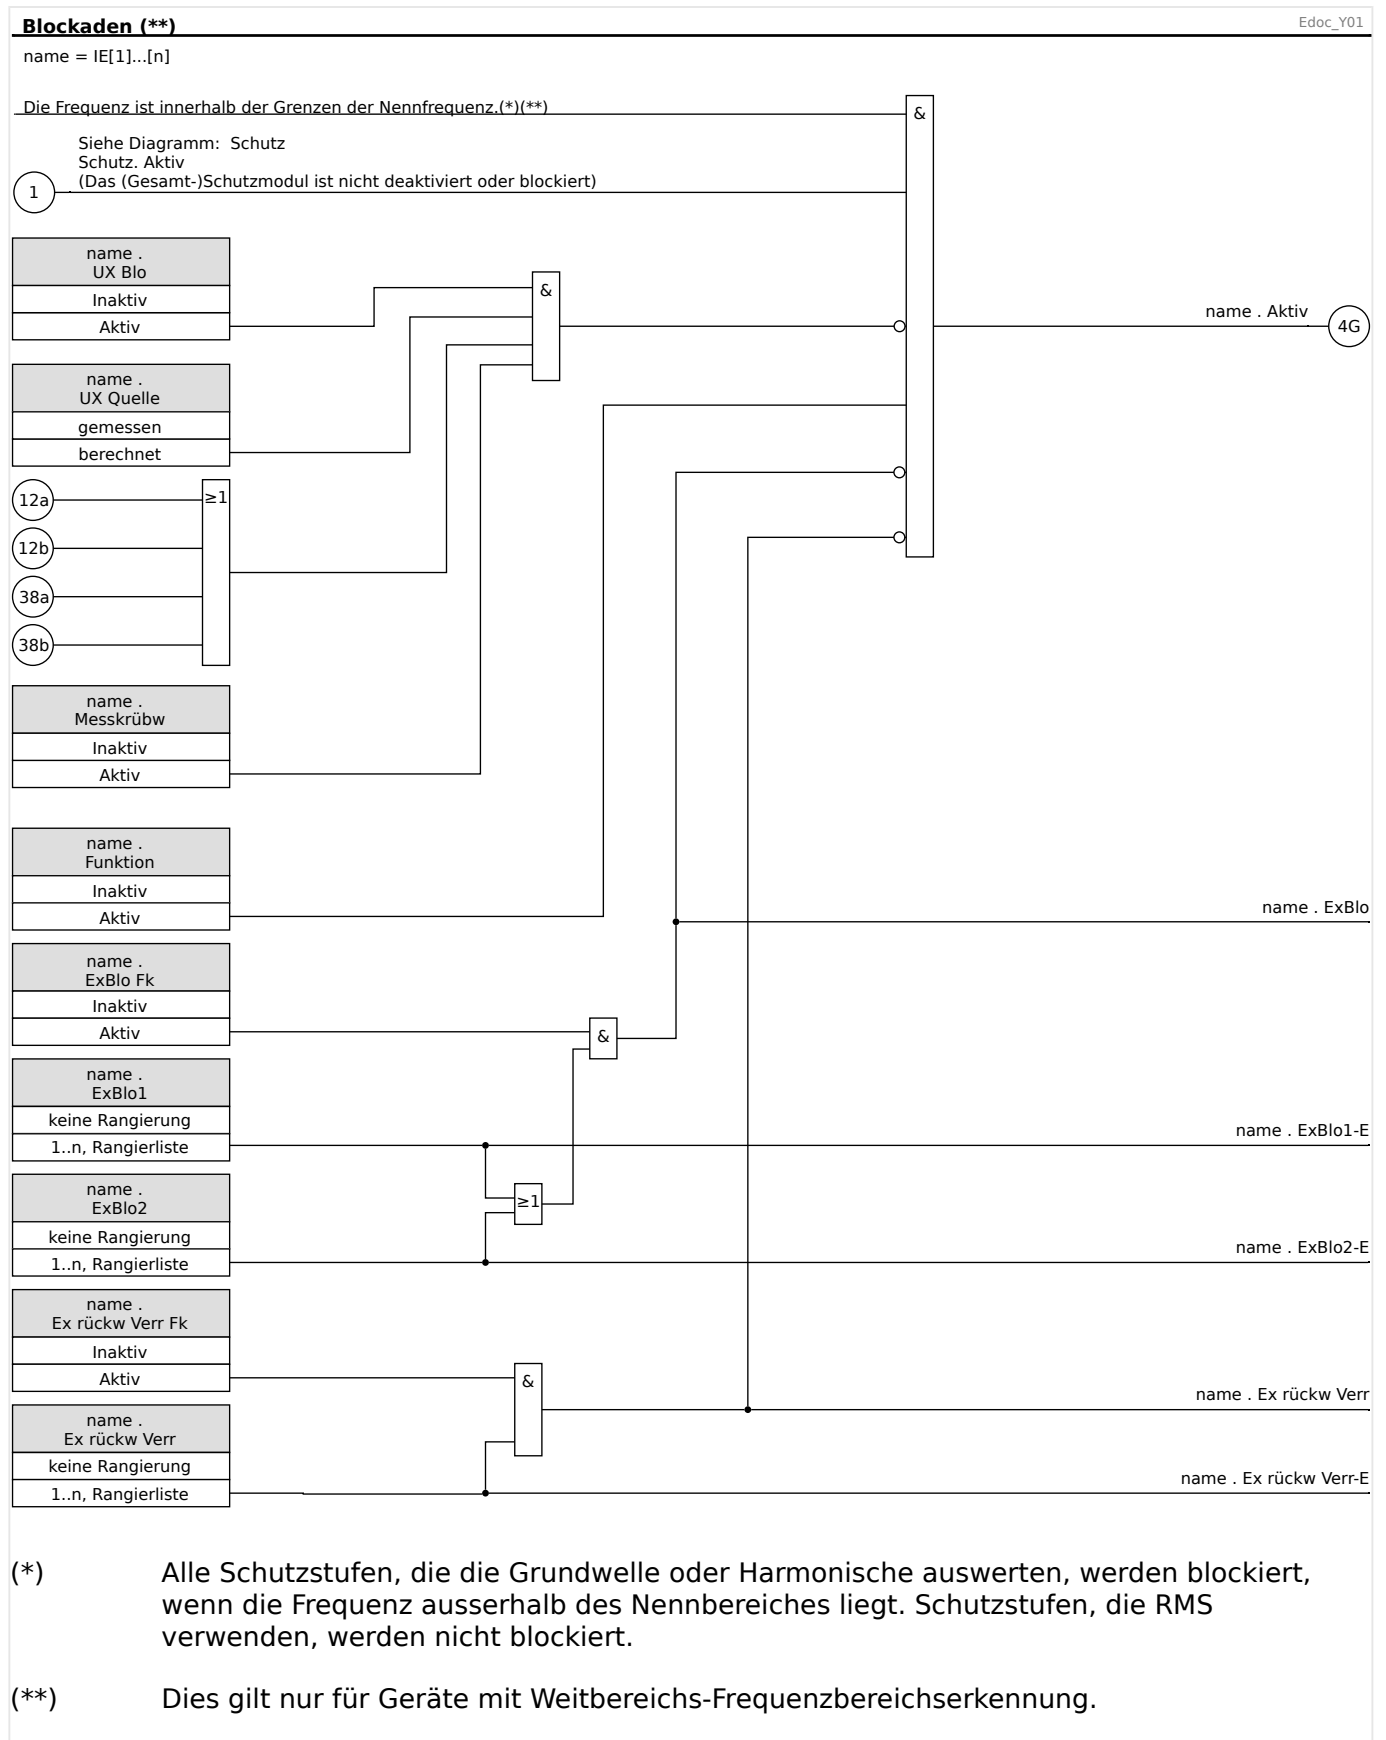 Blockaden (**)
Edoc_Y01
name = IE[1]...[n]
Die Frequenz ist innerhalb der Grenzen der Nennfrequenz.(*)(**)
&
Siehe Diagramm:  Schutz
Schutz. Aktiv
(Das (Gesamt-)Schutzmodul ist nicht deaktiviert oder blockiert)
1
name .
UX Blo
Inaktiv
Aktiv
&
name . Aktiv
4G
name .
UX Quelle
gemessen
berechnet
12a
≥1
12b
38a
38b
name .
Messkrübw
Inaktiv
Aktiv
name .
Funktion
Inaktiv
Aktiv
name . ExBlo
name .
ExBlo Fk
Inaktiv
Aktiv
&
name .
ExBlo1
keine Rangierung
1..n, Rangierliste
name . ExBlo1-E
name .
ExBlo2
≥1
keine Rangierung
1..n, Rangierliste
name . ExBlo2-E
name .
Ex rückw Verr Fk
Inaktiv
Aktiv
&
name . Ex rückw Verr
name .
Ex rückw Verr
keine Rangierung
1..n, Rangierliste
name . Ex rückw Verr-E
(*) Alle Schutzstufen, die die Grundwelle oder Harmonische auswerten, werden blockiert,
wenn die Frequenz ausserhalb des Nennbereiches liegt. Schutzstufen, die RMS
verwenden, werden nicht blockiert.
(**) Dies gilt nur für Geräte mit Weitbereichs-Frequenzbereichserkennung.